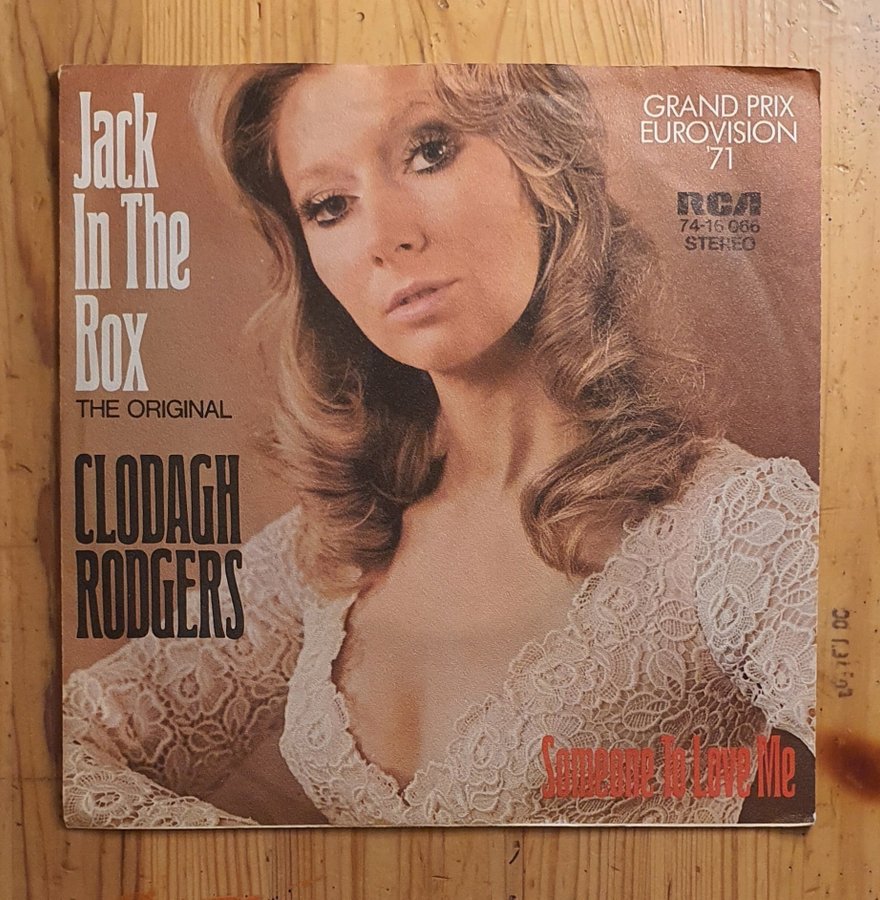 Jack
In The
Box
THE ORIGINAL
CLODAGH
RODGERS
GRAND PRIX
EUROVISION
'71
RCA
74-16 066
STEREO
Someone To Love Me